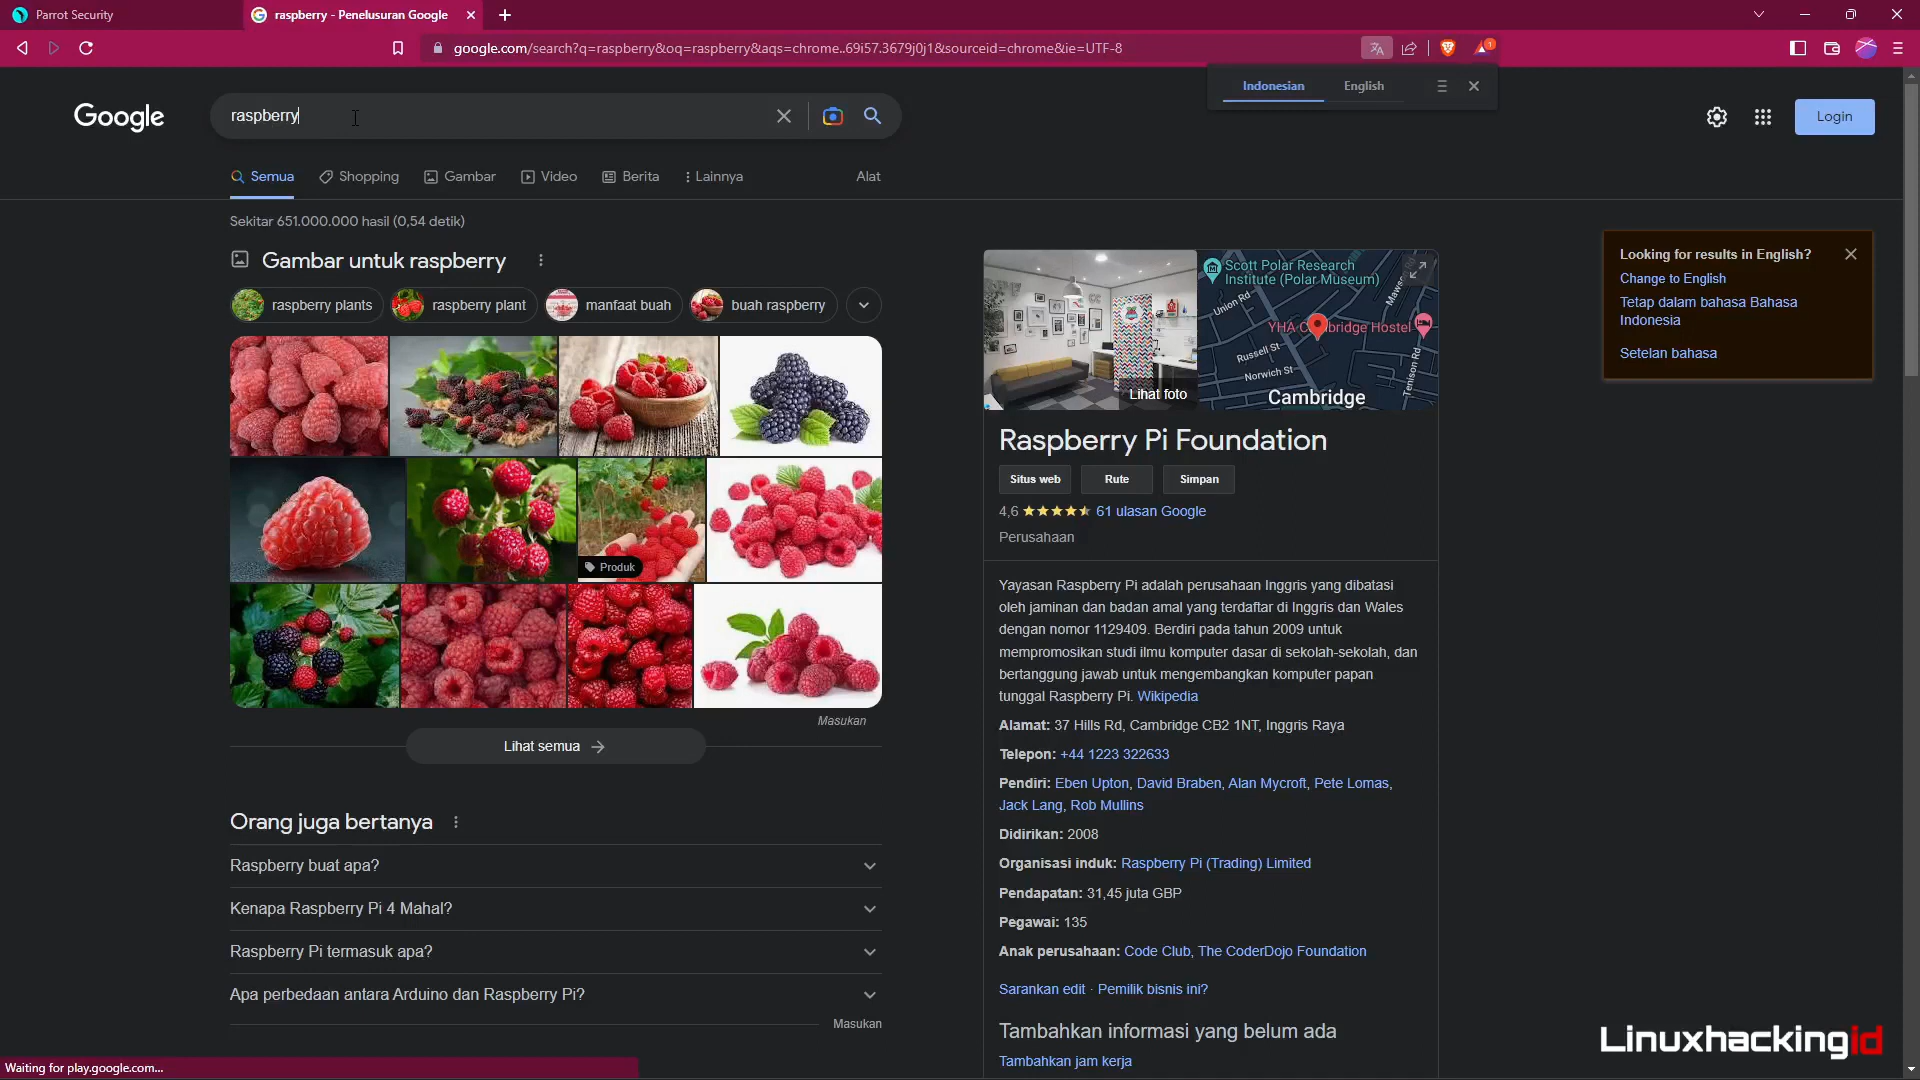 Parrot Security
raspberry - Penelusuran Google
google.com/search?q=raspberry&oq=raspberry&aqs=chrome..69i57.3679j0j1&sourceid=chrome&ie=UTF-8
1
Indonesian
English
Google
raspberry
Login
Semua
Shopping
Gambar
Video
Berita
Lainnya
Alat
Sekitar 651.000.000 hasil (0,54 detik)
Gambar untuk raspberry
raspberry plants
raspberry plant
manfaat buah
buah raspberry
Produk
Masukan
Lihat semua
Orang juga bertanya
Raspberry buat apa?
Kenapa Raspberry Pi 4 Mahal?
Raspberry Pi termasuk apa?
Apa perbedaan antara Arduino dan Raspberry Pi?
Masukan
Lihat foto
Scott Polar Research
Institute (Polar Museum)
Union Rd
YHA C bridge Hostel
Russell St
Norwich St
Tenison Rd
Cambridge
Raspberry Pi Foundation
Situs web
Rute
Simpan
4,6
61 ulasan Google
Perusahaan
Yayasan Raspberry Pi adalah perusahaan Inggris yang dibatasi
oleh jaminan dan badan amal yang terdaftar di Inggris dan Wales
dengan nomor 1129409. Berdiri pada tahun 2009 untuk
mempromosikan studi ilmu komputer dasar di sekolah-sekolah, dan
bertanggung jawab untuk mengembangkan komputer papan
tunggal Raspberry Pi. Wikipedia
Alamat: 37 Hills Rd, Cambridge CB2 1NT, Inggris Raya
Telepon: +44 1223 322633
Pendiri: Eben Upton, David Braben, Alan Mycroft, Pete Lomas,
Jack Lang, Rob Mullins
Didirikan: 2008
Organisasi induk: Raspberry Pi (Trading) Limited
Pendapatan: 31,45 juta GBP
Pegawai: 135
Anak perusahaan: Code Club, The CoderDojo Foundation
Sarankan edit · Pemilik bisnis ini?
Tambahkan informasi yang belum ada
Tambahkan jam kerja
Looking for results in English?
Change to English
Tetap dalam bahasa Bahasa
Indonesia
Setelan bahasa
Linuxhackingid
Waiting for play.google.com...